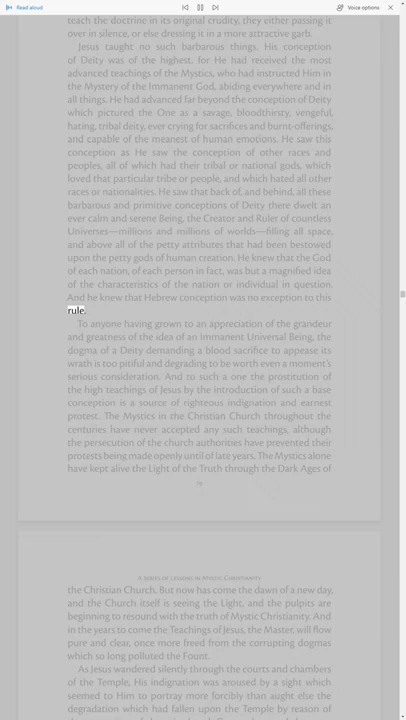 Read aloud
Voice options
teach the doctrine in its original crudity, they either passing it
over in silence, or else dressing it in a more attractive garb.
Jesus taught no such barbarous things. His conception
of Deity was of the highest, for He had received the most
advanced teachings of the Mystics, who had instructed Him in
the Mystery of the Immanent God, abiding everywhere and in
all things. He had advanced far beyond the conception of Deity
which pictured the One as a savage, bloodthirsty, vengeful,
hating, tribal deity, ever crying for sacrifices and burnt-offerings,
and capable of the meanest of human emotions. He saw this
conception as He saw the conception of other races and
peoples, all of which had their tribal or national gods, which
loved that particular tribe or people, and which hated all other
races or nationalities. He saw that back of, and behind, all these
barbarous and primitive conceptions of Deity there dwelt an
ever calm and serene Being, the Creator and Ruler of countless
Universes—millions and millions of worlds—filling all space,
and above all of the petty attributes that had been bestowed
upon the petty gods of human creation. He knew that the God
of each nation, of each person in fact, was but a magnified idea
of the characteristics of the nation or individual in question.
And he knew that Hebrew conception was no exception to this
rule.
To anyone having grown to an appreciation of the grandeur
and greatness of the idea of an Immanent Universal Being, the
dogma of a Deity demanding a blood sacrifice to appease its
wrath is too pitiful and degrading to be worth even a moment's
serious consideration. And to such a one the prostitution of
the high teachings of Jesus by the introduction of such a base
conception is a source of righteous indignation and earnest
protest. The Mystics in the Christian Church throughout the
centuries have never accepted any such teachings, although
the persecution of the church authorities have prevented their
protests being made openly until of late years. The Mystics alone
have kept alive the Light of the Truth through the Dark Ages of
A Series of Lessons in Mystic Christianity
the Christian Church. But now has come the dawn of a new day,
and the Church itself is seeing the Light, and the pulpits are
beginning to resound with the truth of Mystic Christianity. And
in the years to come the Teachings of Jesus, the Master, will flow
pure and clear, once more freed from the corrupting dogmas
which so long polluted the Fount.
As Jesus wandered silently through the courts and chambers
of the Temple, His indignation was aroused by a sight which
seemed to Him to portray more forcibly than aught else the
degradation which had fallen upon the Temple by reason of